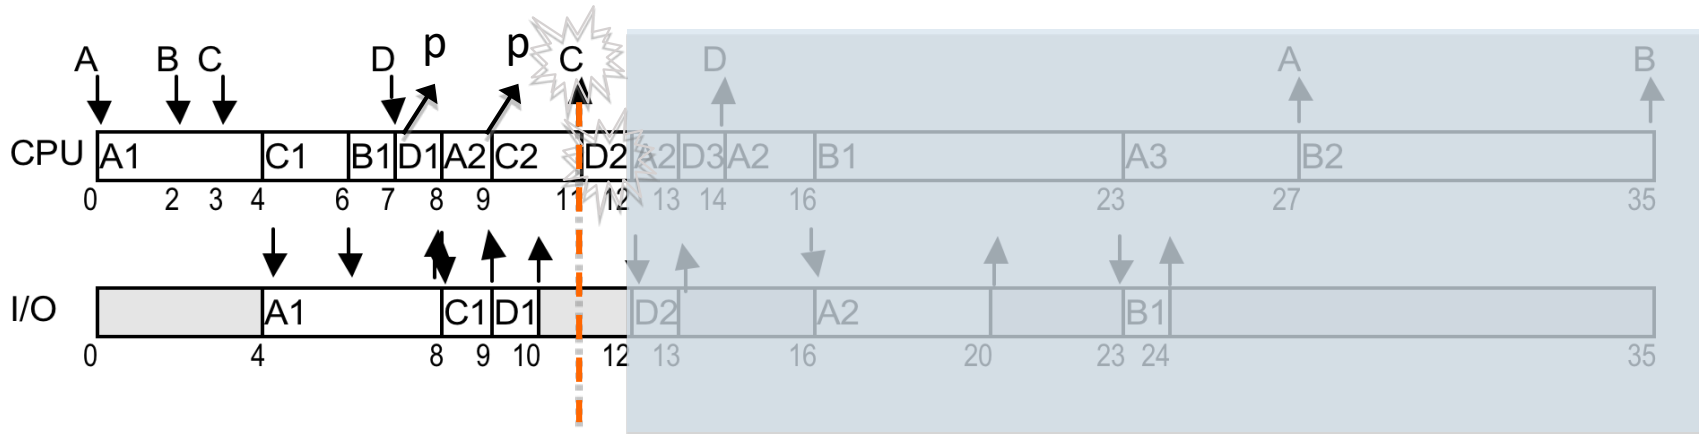 A B C D p p C D A B
CPU A1 C1 B1 D1 A2 C2 D2 A2 D3 A2 B1 A3 B2
0 2 3 4 6 7 8 9 11 12 13 14 16 23 27 35
I/O A1 C1 D1 D2 A2 B1
0 4 8 9 10 12 13 16 20 23 24 35